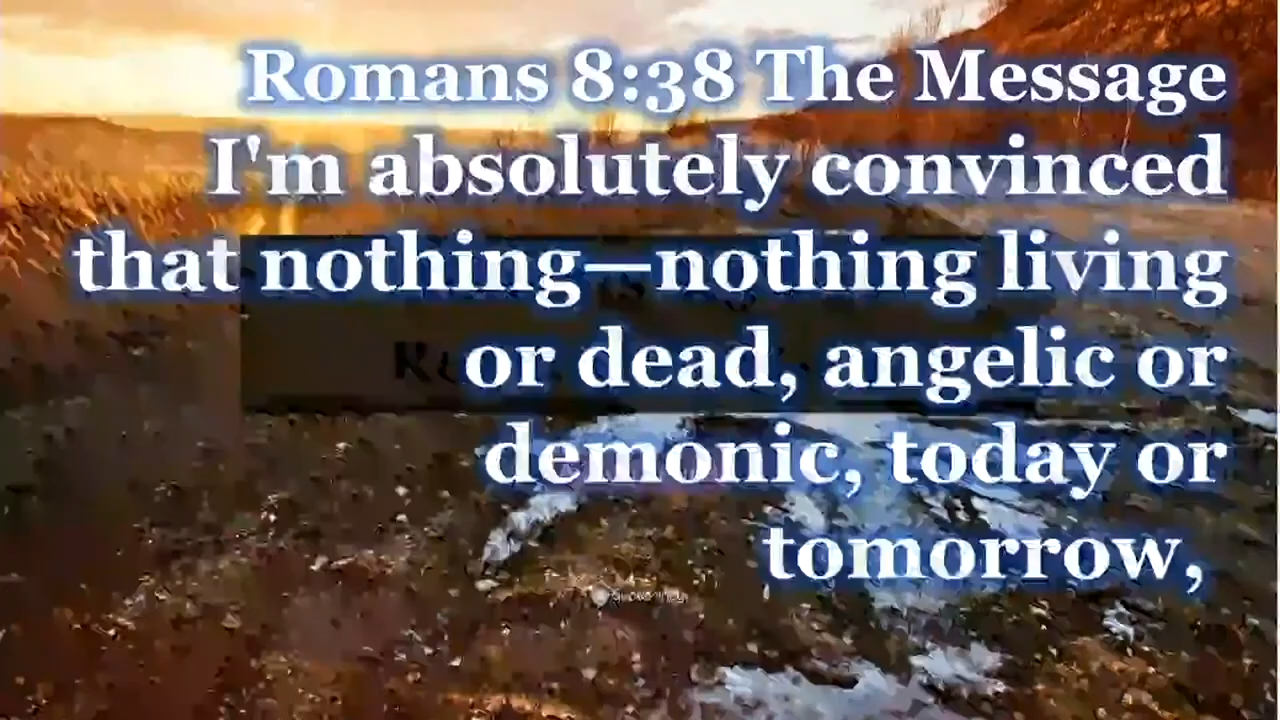 Romans 8:38 The Message
I'm absolutely convinced
that nothing—nothing living
or dead, angelic or
demonic, today or
tomorrow,